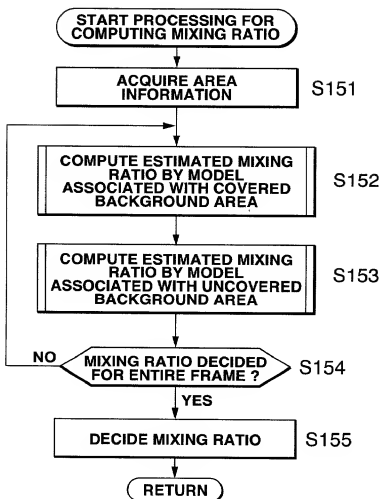 START PROCESSING FOR
COMPUTING MIXING RATIO
ACQUIRE AREA
INFORMATION
S151
COMPUTE ESTIMATED MIXING
RATIO BY MODEL
ASSOCIATED WITH COVERED
BACKGROUND AREA
S152
COMPUTE ESTIMATED MIXING
RATIO BY MODEL
ASSOCIATED WITH UNCOVERED
BACKGROUND AREA
S153
NO
MIXING RATIO DECIDED
FOR ENTIRE FRAME ?
S154
YES
DECIDE MIXING RATIO
S155
RETURN